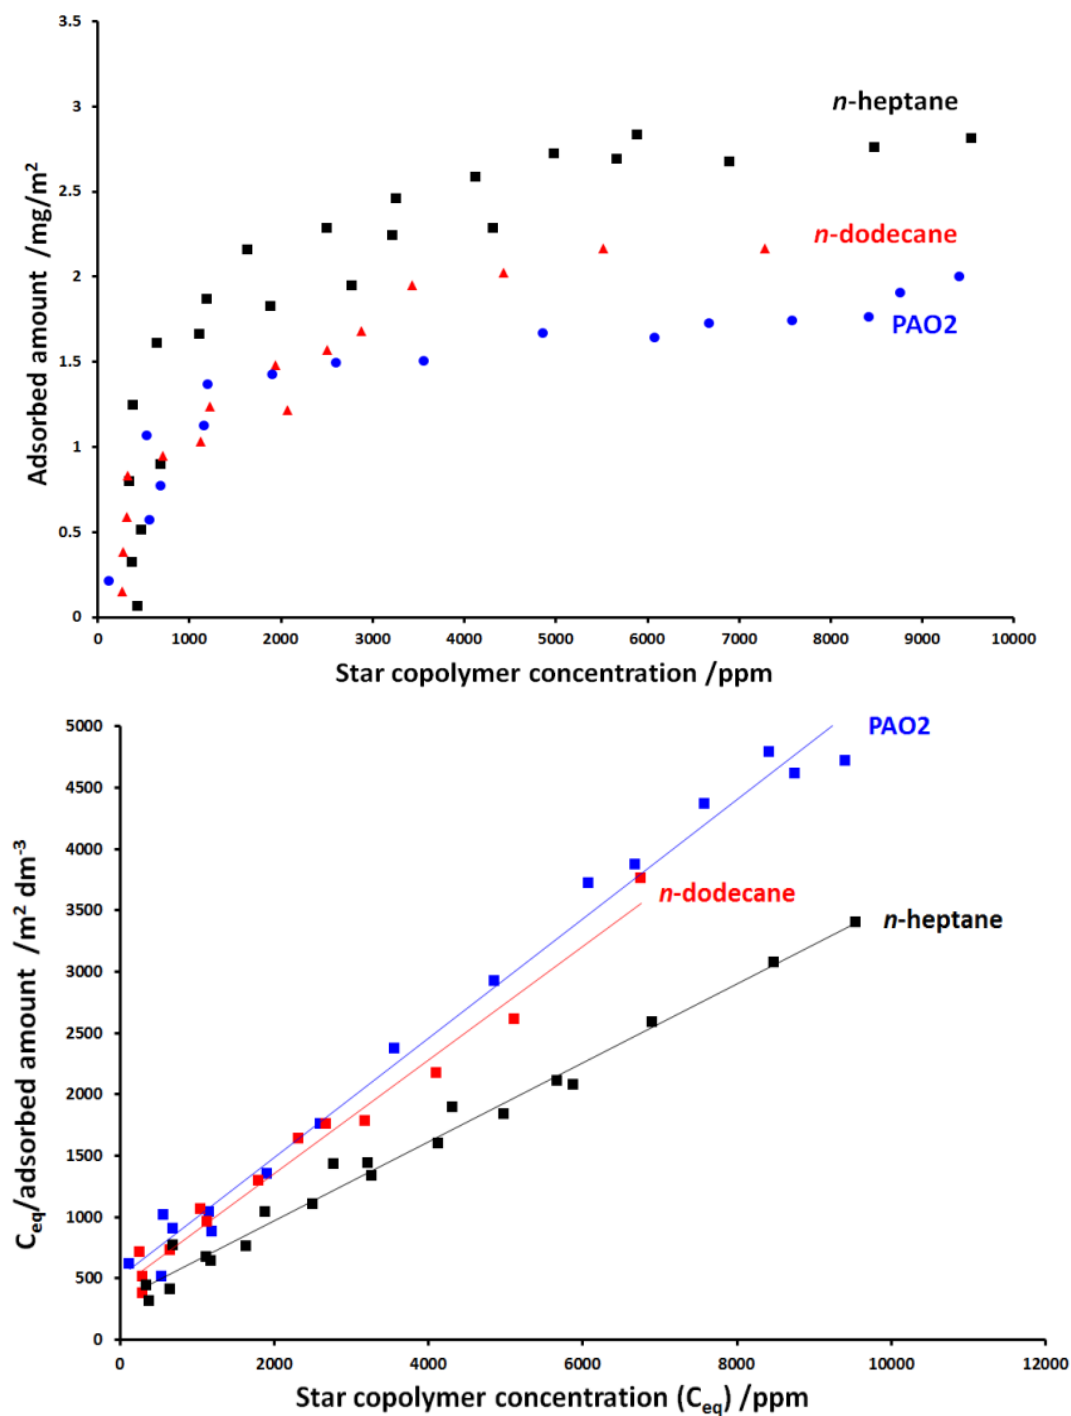 3.5
3
2.5
2
1.5
1
0.5
0
n-heptane
n-dodecane
PAO2
Adsorbed amount /mg/m²
0 1000 2000 3000 4000 5000 6000 7000 8000 9000 10000
Star copolymer concentration /ppm
5000
4500
4000
3500
3000
2500
2000
1500
1000
500
0
PAO2
n-dodecane
n-heptane
Ceq/adsorbed amount /m² dm⁻³
0 2000 4000 6000 8000 10000 12000
Star copolymer concentration (Ceq) /ppm